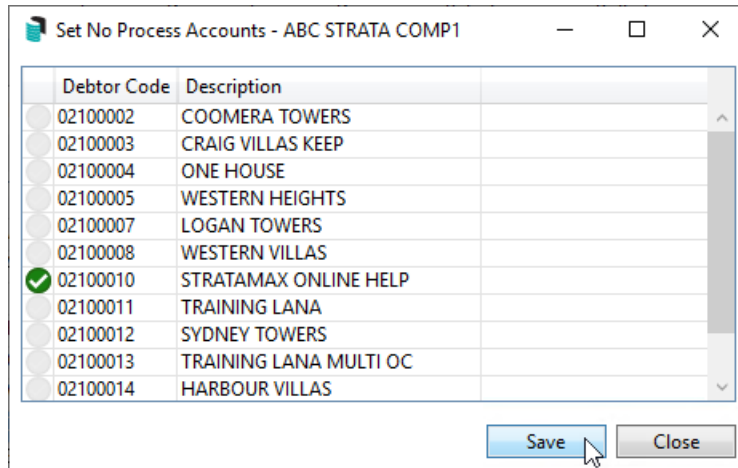 Set No Process Accounts - ABC STRATA COMP1
Debtor Code Description
02100002 COOMERA TOWERS
02100003 CRAIG VILLAS KEEP
02100004 ONE HOUSE
02100005 WESTERN HEIGHTS
02100007 LOGAN TOWERS
02100008 WESTERN VILLAS
02100010 STRATAMAX ONLINE HELP
02100011 TRAINING LANA
02100012 SYDNEY TOWERS
02100013 TRAINING LANA MULTI OC
02100014 HARBOUR VILLAS
Save Close